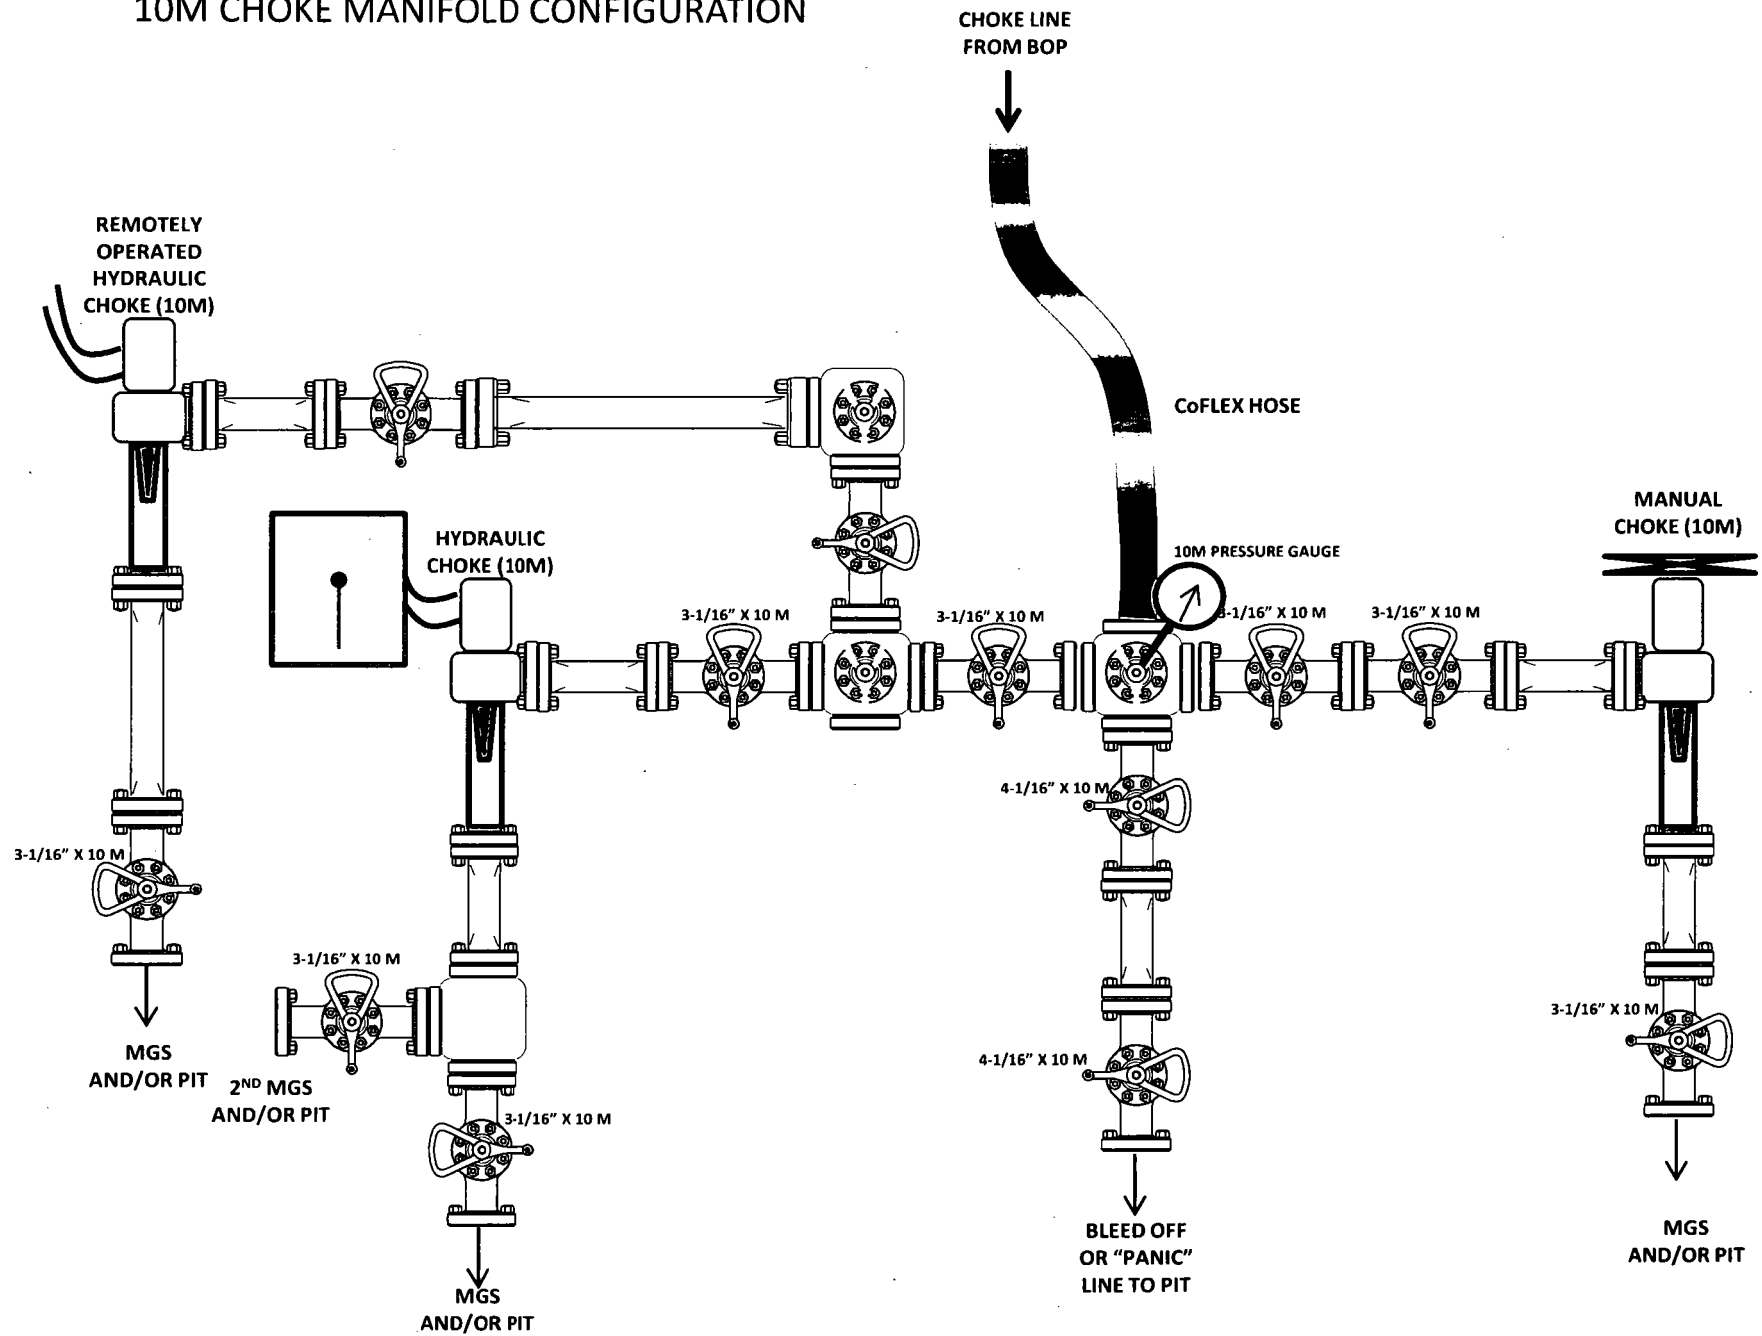 10M CHOKE MANIFOLD CONFIGURATION
CHOKE LINE
FROM BOP
REMOTELY
OPERATED
HYDRAULIC
CHOKE (10M)
CoFLEX HOSE
MANUAL
CHOKE (10M)
HYDRAULIC
CHOKE (10M)
10M PRESSURE GAUGE
3-1/16" X 10 M
3-1/16" X 10 M
3-1/16" X 10 M
3-1/16" X 10 M
4-1/16" X 10 M
3-1/16" X 10 M
3-1/16" X 10 M
3-1/16" X 10 M
4-1/16" X 10 M
MGS
AND/OR PIT
2ND MGS
AND/OR PIT
3-1/16" X 10 M
BLEED OFF
OR “PANIC”
LINE TO PIT
MGS
AND/OR PIT
MGS
AND/OR PIT